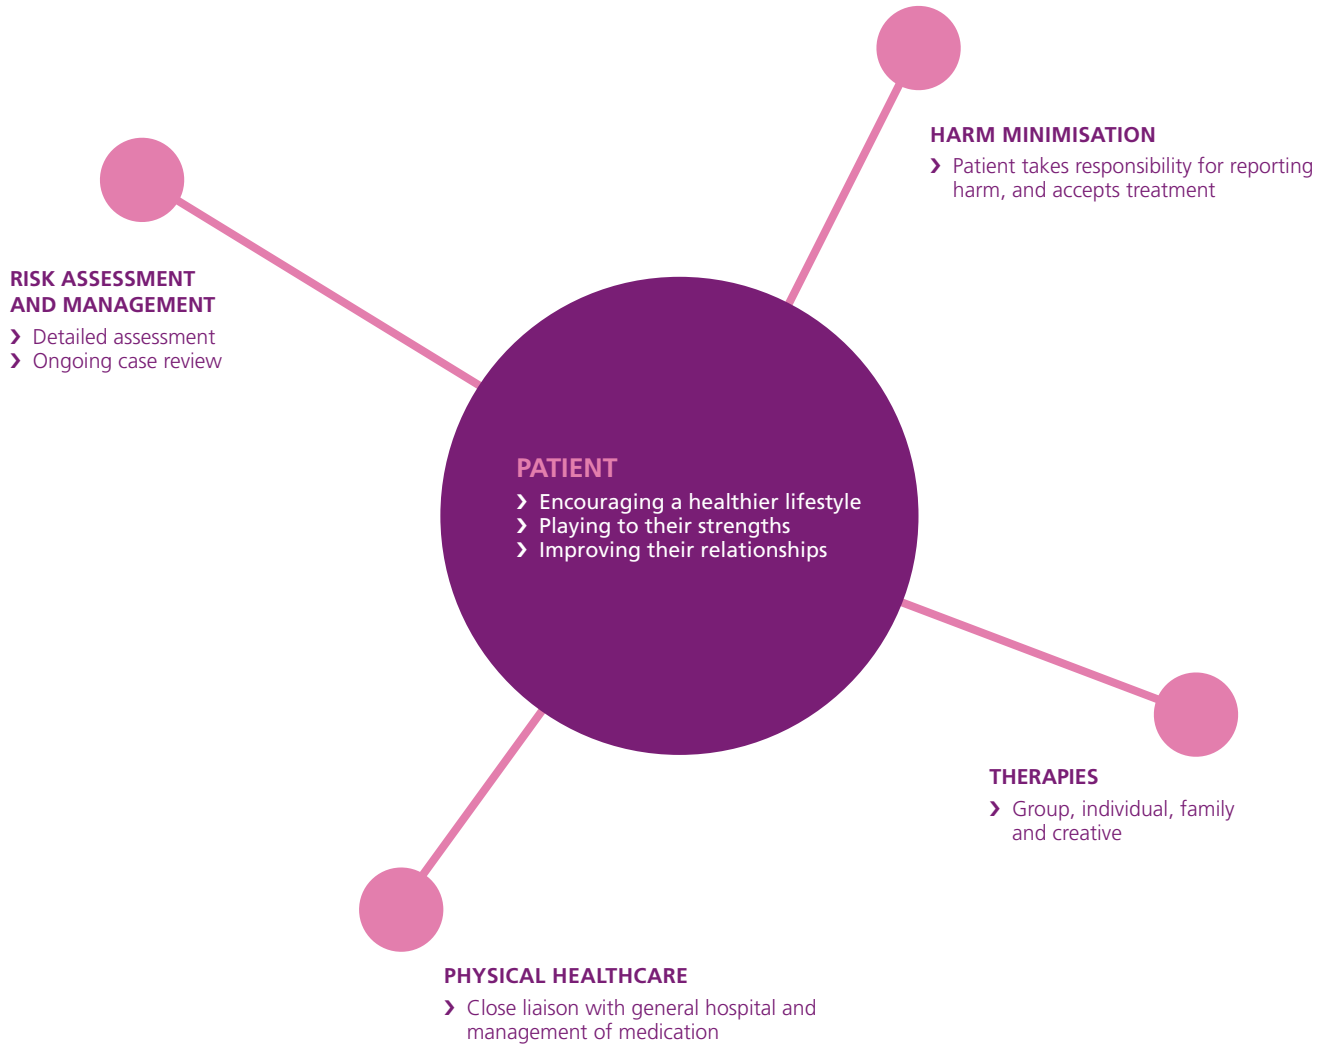 HARM MINIMISATION
❯ Patient takes responsibility for reporting
harm, and accepts treatment
RISK ASSESSMENT
AND MANAGEMENT
❯ Detailed assessment
❯ Ongoing case review
PATIENT
❯ Encouraging a healthier lifestyle
❯ Playing to their strengths
❯ Improving their relationships
THERAPIES
❯ Group, individual, family
and creative
PHYSICAL HEALTHCARE
❯ Close liaison with general hospital and
management of medication